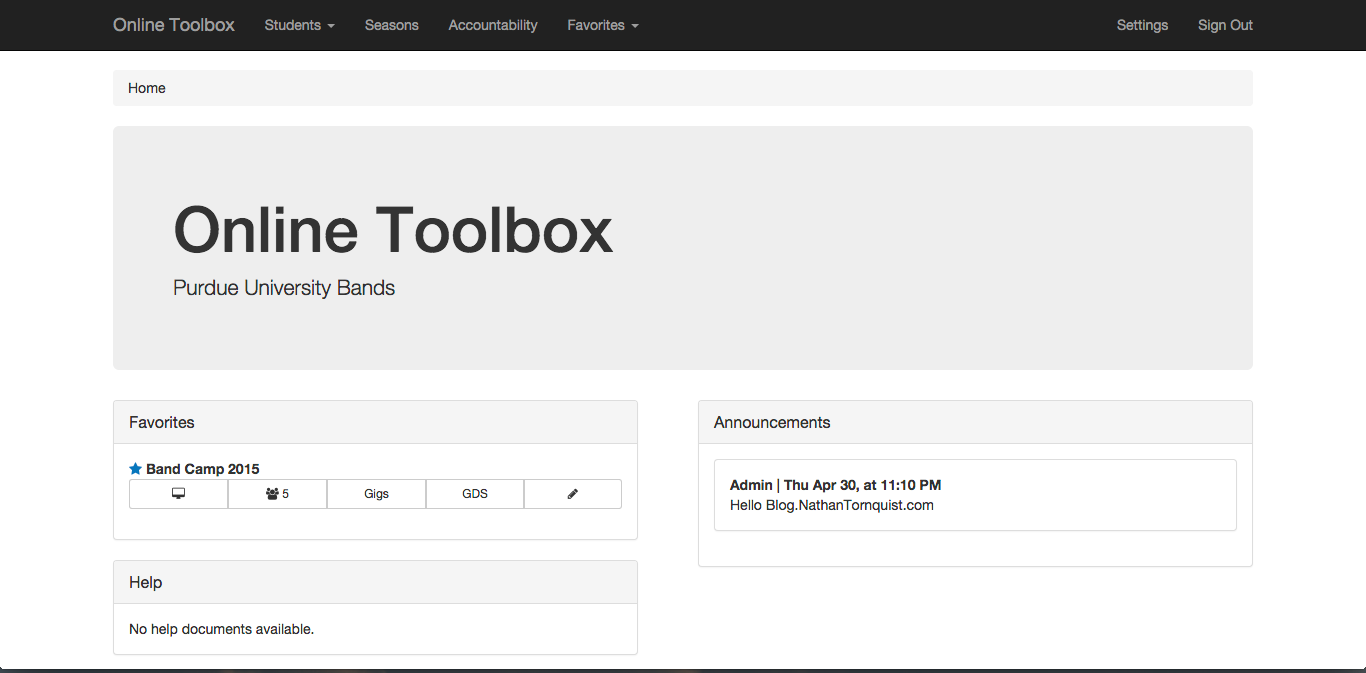 Online Toolbox Students Seasons Accountability Favorites Settings Sign Out
Home
Online Toolbox
Purdue University Bands
Favorites
Band Camp 2015
5 Gigs GDS
Help
No help documents available.
Announcements
Admin | Thu Apr 30, at 11:10 PM
Hello Blog.NathanTornquist.com